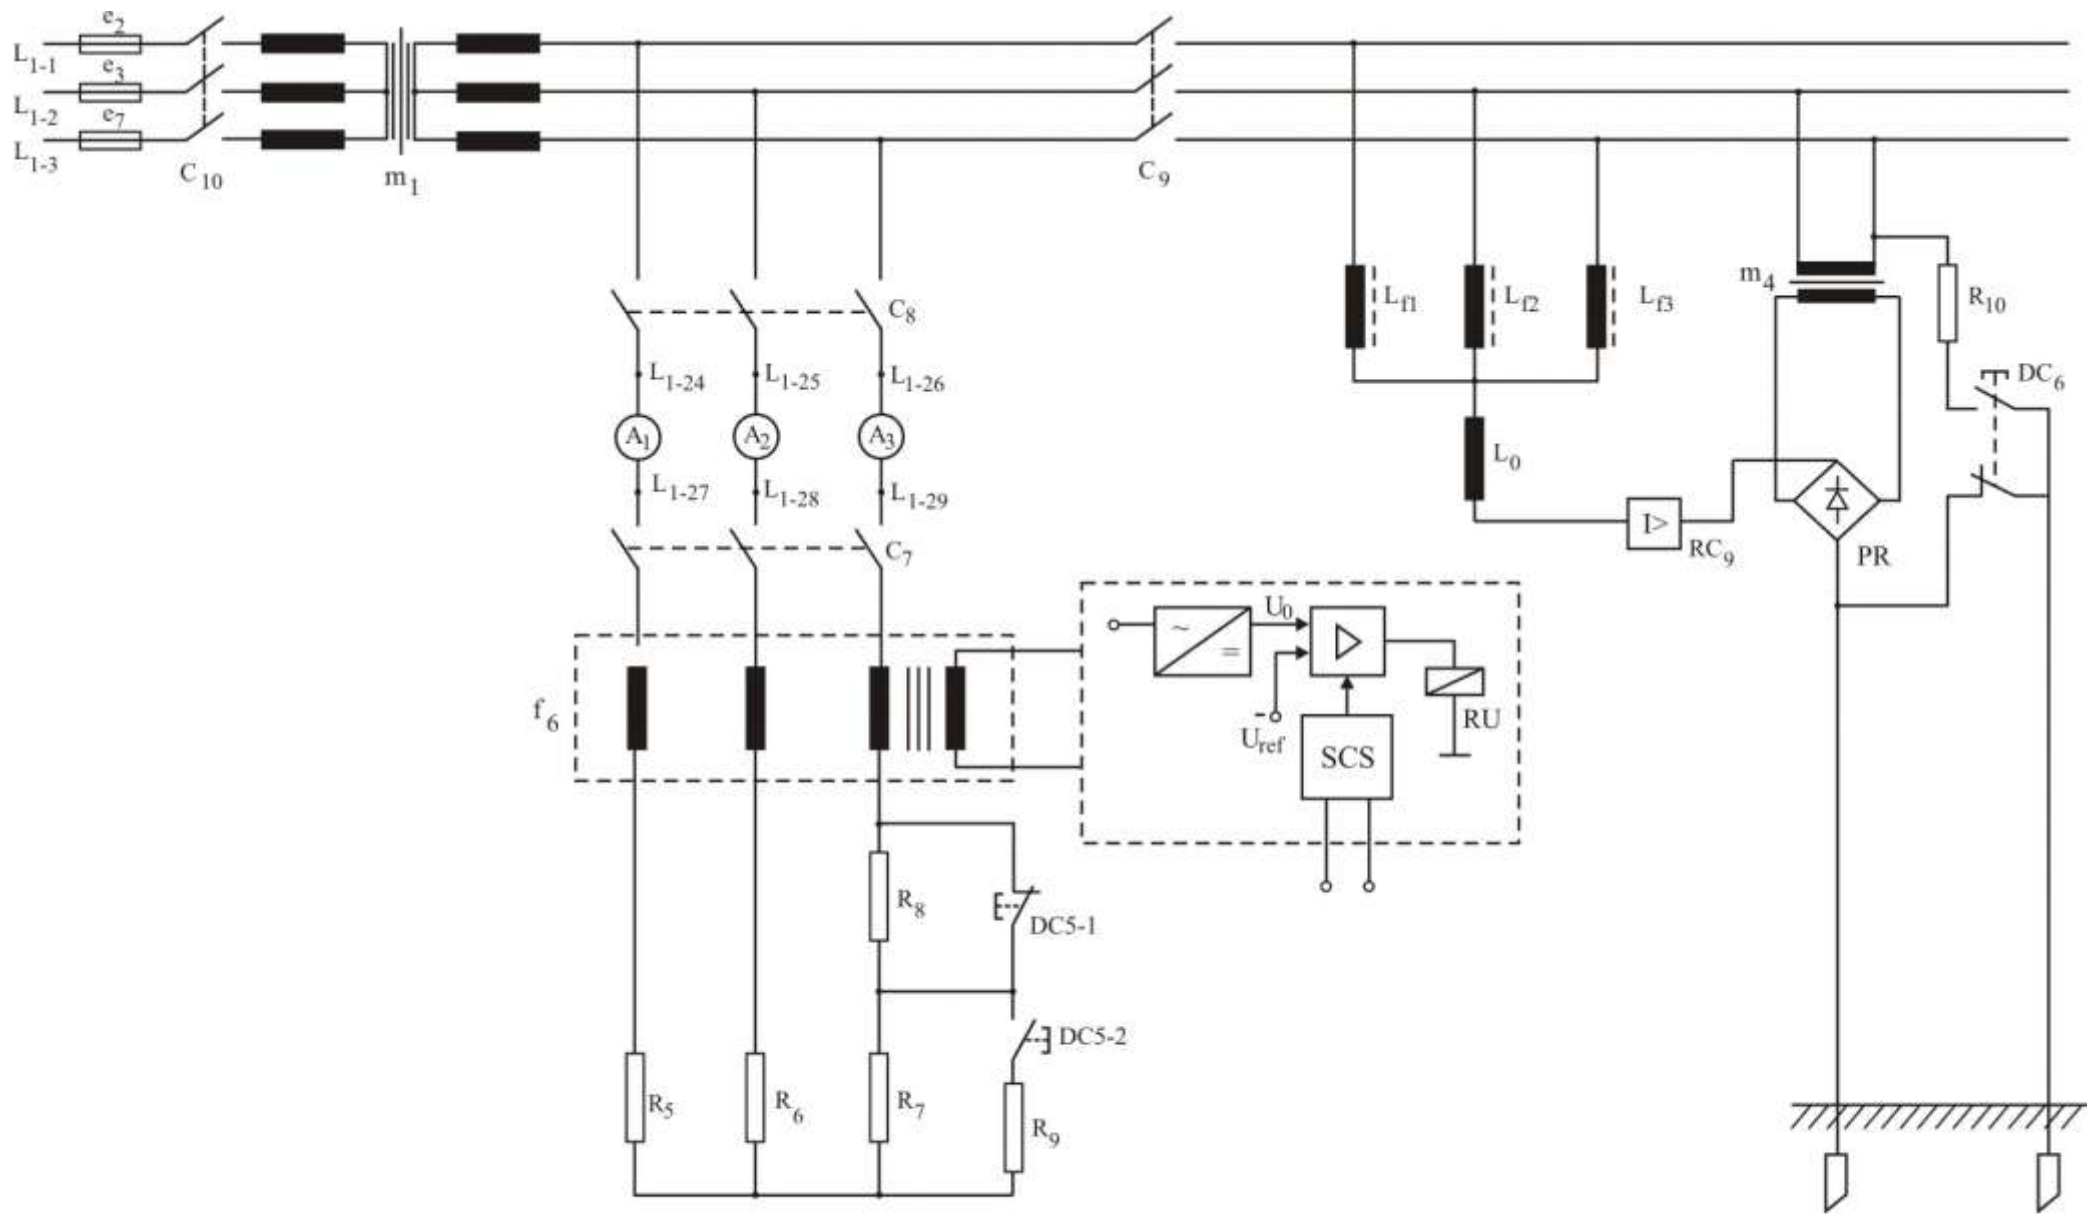 e2
L1-1
e3
L1-2
e7
L1-3
C10
m1
C9
C8
L1-24
L1-25
L1-26
A1
A2
A3
L1-27
L1-28
L1-29
C7
f6
Lf1
Lf2
Lf3
m4
R10
DC6
L0
I>
RC9
PR
~
=
U0
-
Uref
RU
SCS
R8
DC5-1
DC5-2
R5
R6
R7
R9